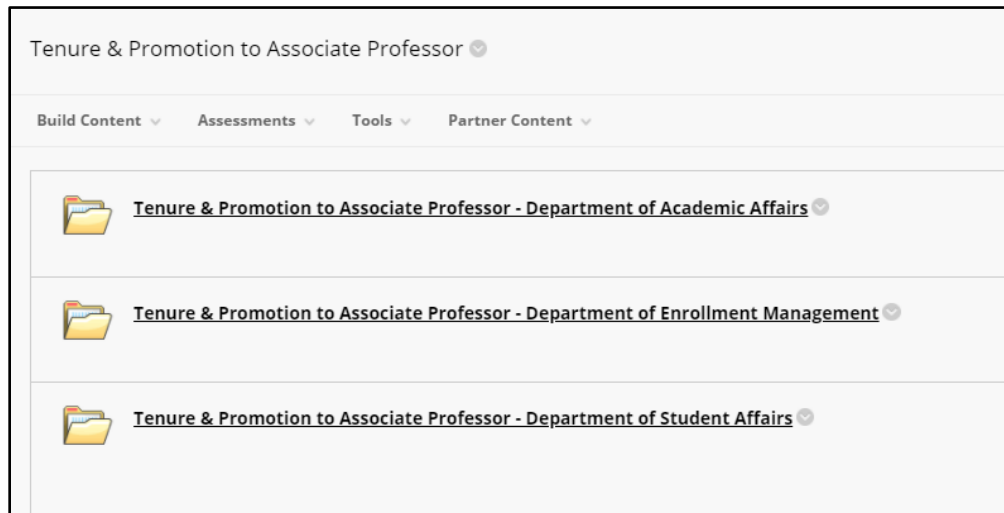 Tenure & Promotion to Associate Professor
Build Content Assessments Tools Partner Content
Tenure & Promotion to Associate Professor - Department of Academic Affairs
Tenure & Promotion to Associate Professor - Department of Enrollment Management
Tenure & Promotion to Associate Professor - Department of Student Affairs